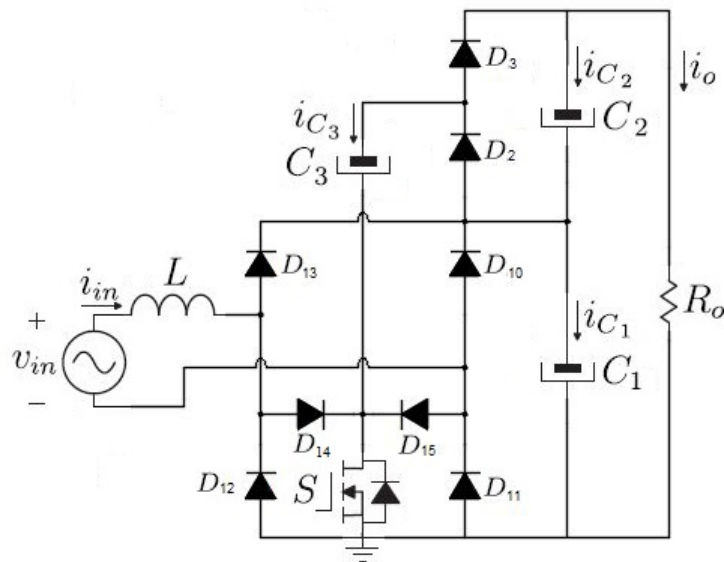 D3
iC3
iC2
io
C3
D2
C2
D13
D10
L
iin
Ro
+
vin
−
iC1
C1
D14
D15
D12
S
D11